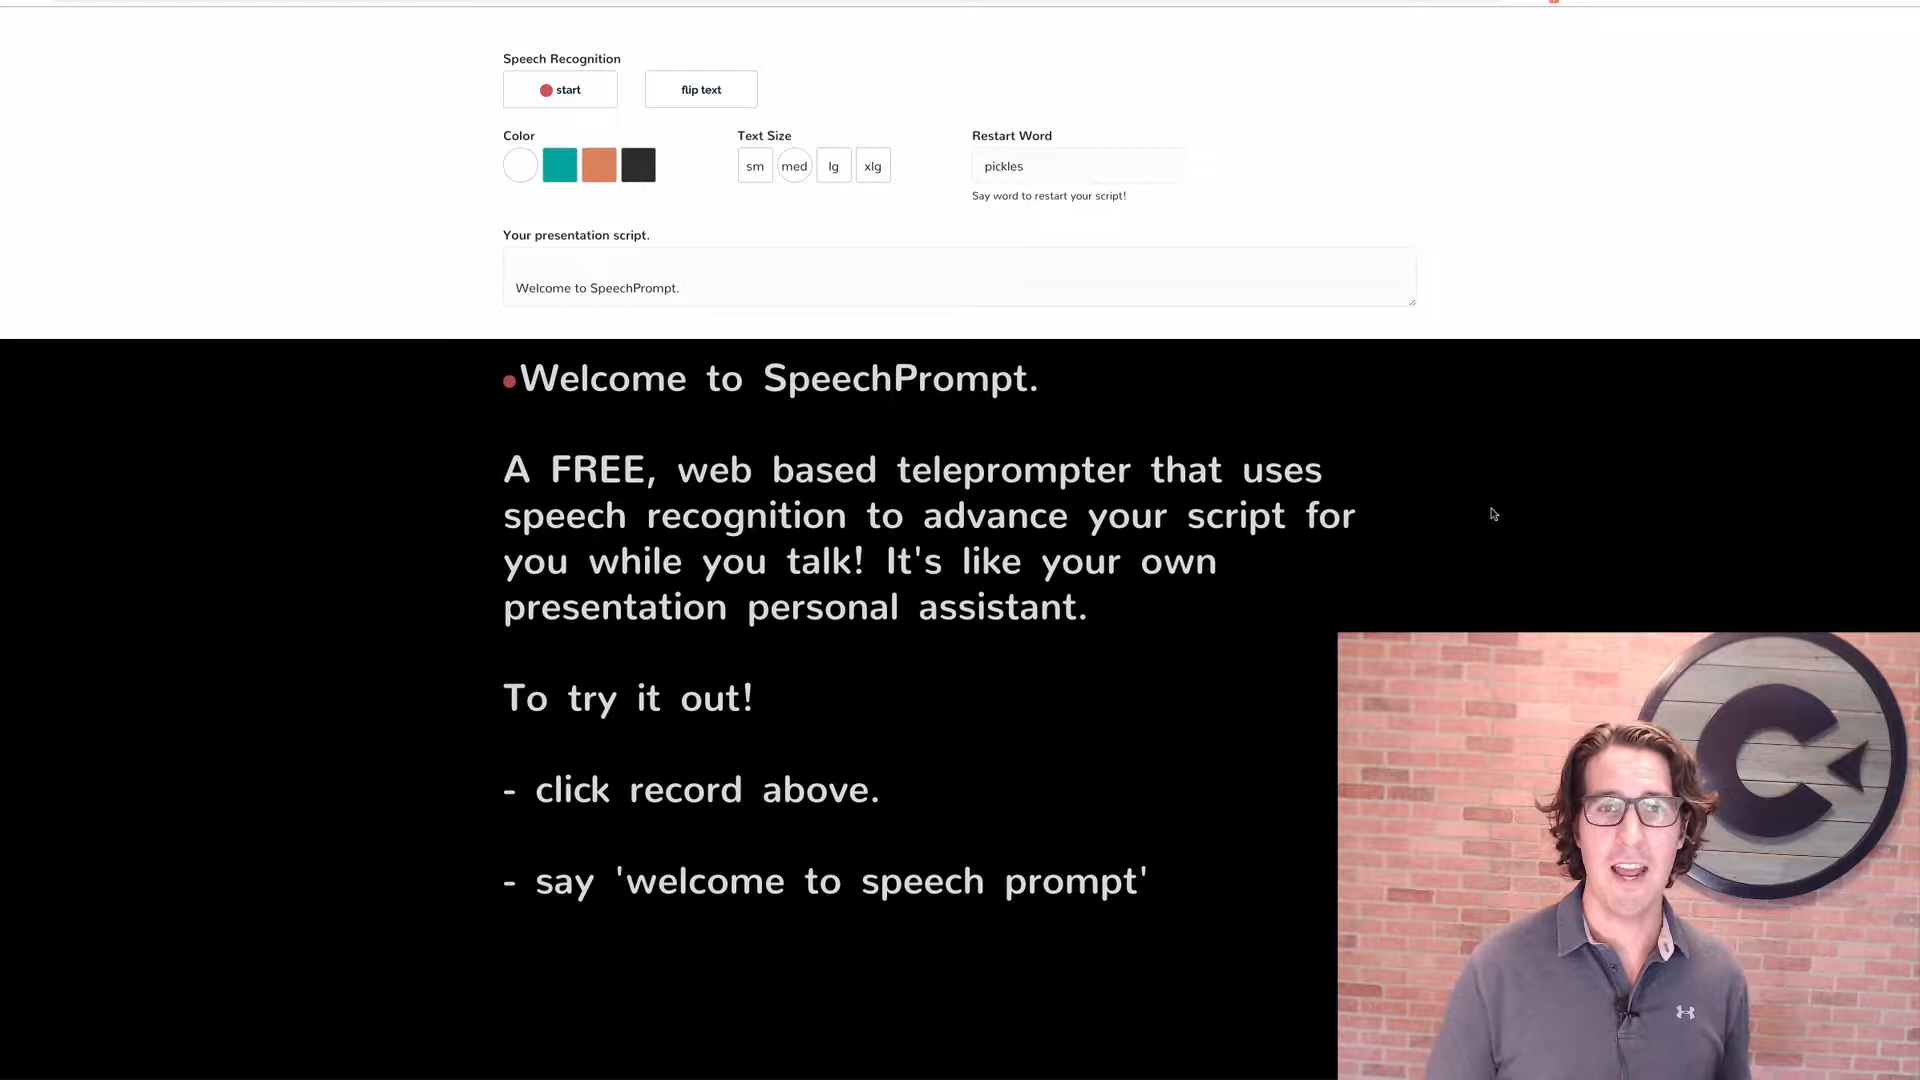 Speech Recognition
start
flip text
Color
Text Size
Restart Word
sm
med
lg
xlg
pickles
Say word to restart your script!
Your presentation script.
Welcome to SpeechPrompt.
Welcome to SpeechPrompt.
A FREE, web based teleprompter that uses
speech recognition to advance your script for
you while you talk! It's like your own
presentation personal assistant.
To try it out!
- click record above.
- say 'welcome to speech prompt'
C